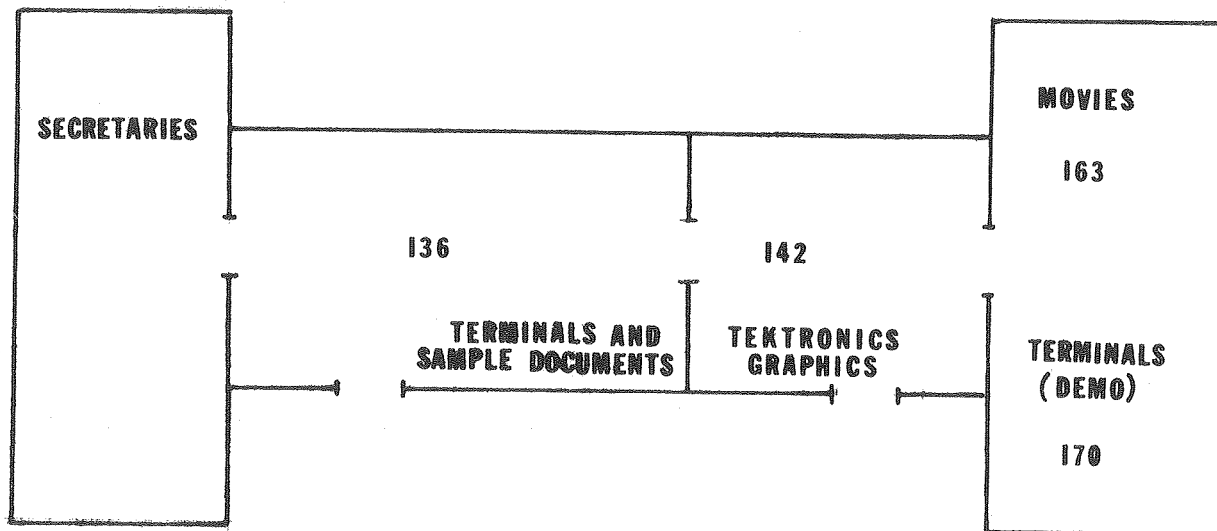 SECRETARIES
136
TERMINALS AND
SAMPLE DOCUMENTS
142
TEKTRONICS
GRAPHICS
MOVIES
163
TERMINALS
(DEMO)
170